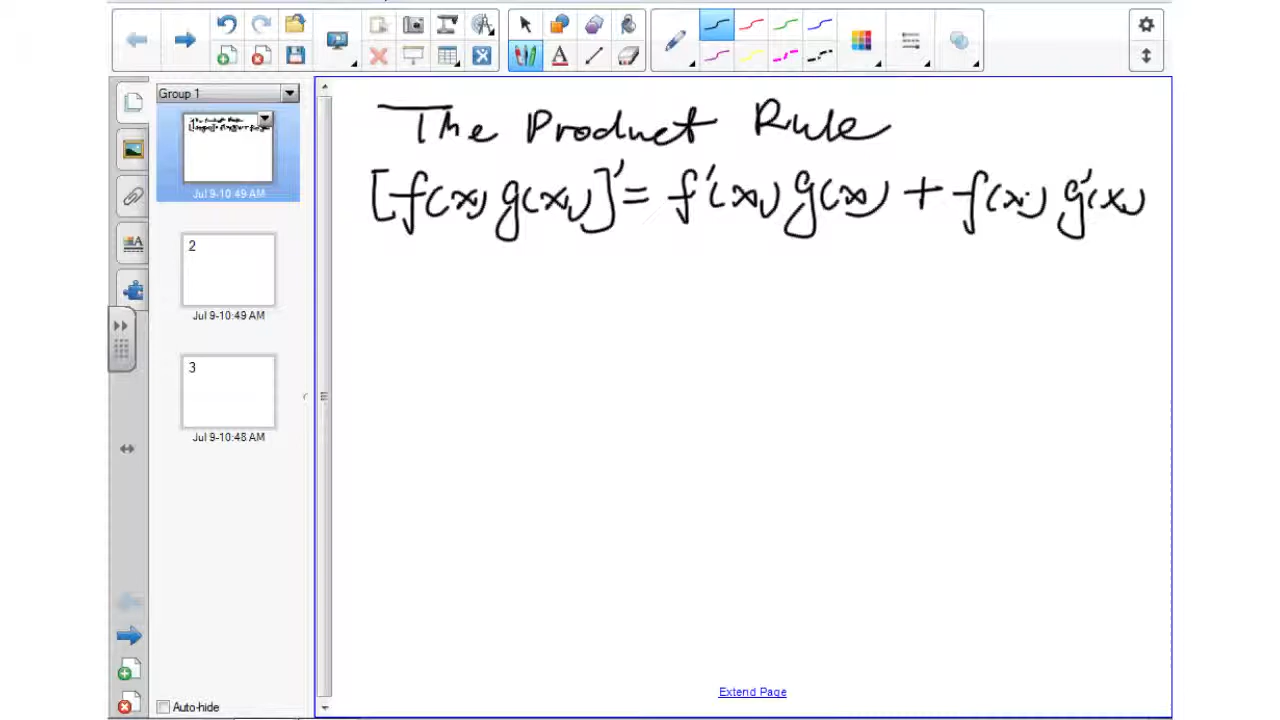 Group 1
Jul 9-10:49 AM
2
Jul 9-10:49 AM
3
Jul 9-10:48 AM
Auto-hide
The Product Rule
[f(x) g(x)]' = f'(x) g(x) + f(x) g'(x)
Extend Page